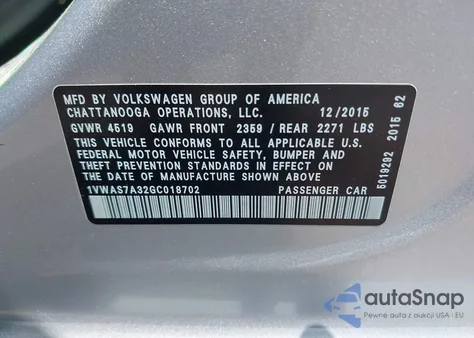 MFD BY VOLKSWAGEN GROUP OF AMERICA
CHATTANOOGA OPERATIONS, LLC. 12/2015
GVWR 4519 GAWR FRONT 2359 / REAR 2271 LBS
THIS VEHICLE CONFORMS TO ALL APPLICABLE U.S.
FEDERAL MOTOR VEHICLE SAFETY, BUMPER AND
THEFT PREVENTION STANDARDS IN EFFECT ON
THE DATE OF MANUFACTURE SHOWN ABOVE
1VWAS7A32GC018702 PASSENGER CAR
5019292 2015 62
autoSnap
Pewne auta z aukcji USA - EU